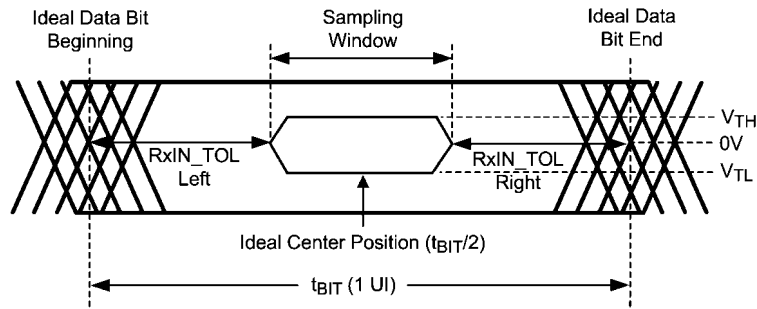 Ideal Data Bit
Beginning
Sampling
Window
Ideal Data
Bit End
VTH
0V
VTL
RxIN_TOL
Left
RxIN_TOL
Right
Ideal Center Position (tBIT/2)
tBIT (1 UI)